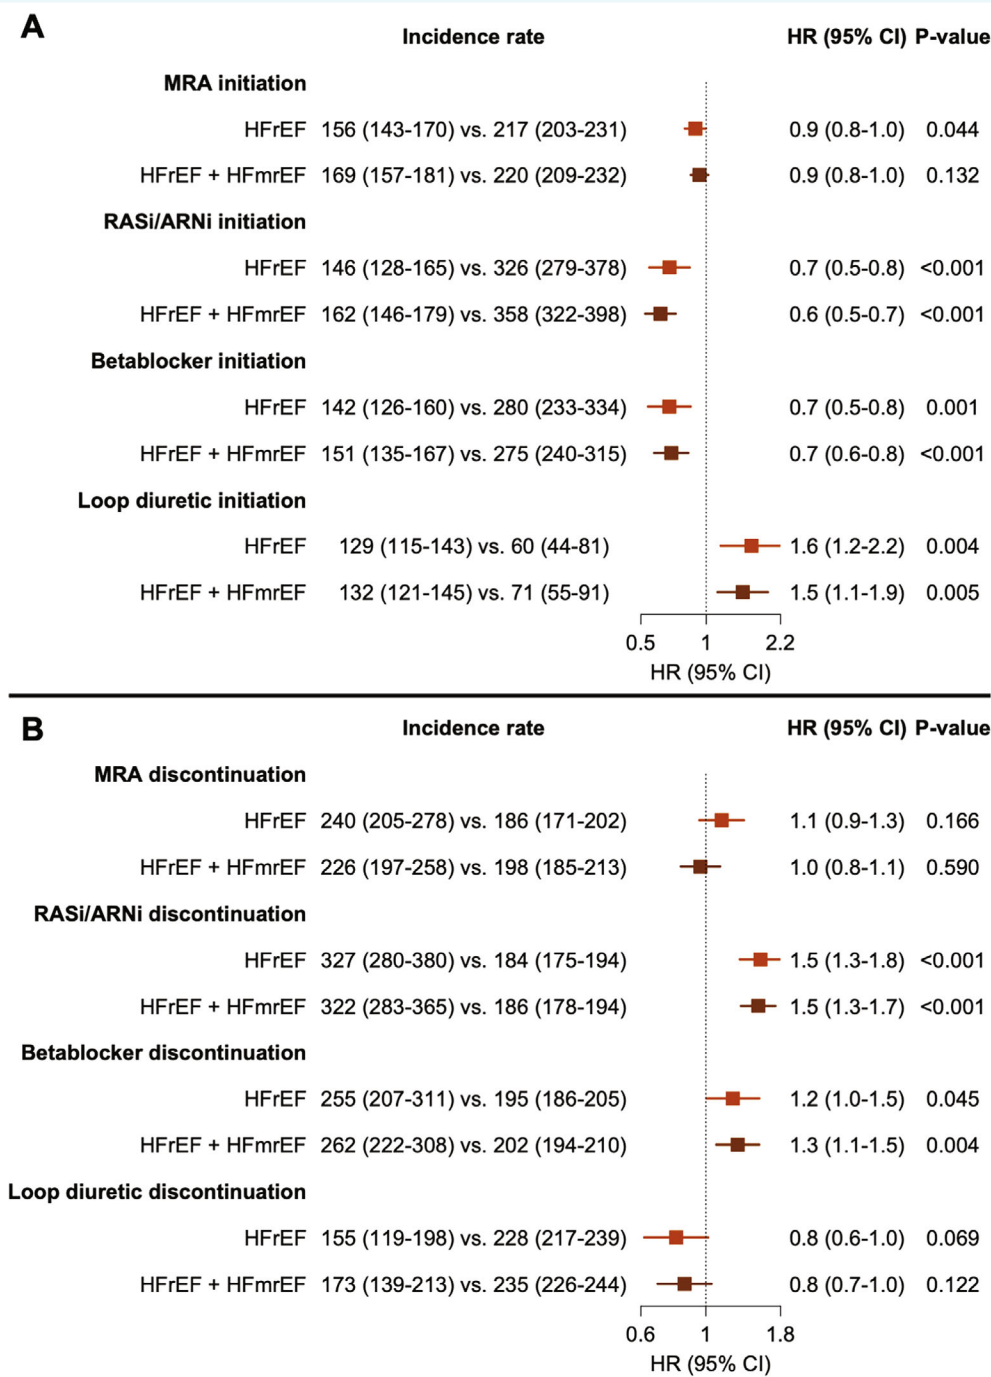 A
Incidence rate HR (95% CI) P-value
MRA initiation
HFrEF 156 (143-170) vs. 217 (203-231) 0.9 (0.8-1.0) 0.044
HFrEF + HFmrEF 169 (157-181) vs. 220 (209-232) 0.9 (0.8-1.0) 0.132
RASi/ARNi initiation
HFrEF 146 (128-165) vs. 326 (279-378) 0.7 (0.5-0.8) <0.001
HFrEF + HFmrEF 162 (146-179) vs. 358 (322-398) 0.6 (0.5-0.7) <0.001
Betablocker initiation
HFrEF 142 (126-160) vs. 280 (233-334) 0.7 (0.5-0.8) 0.001
HFrEF + HFmrEF 151 (135-167) vs. 275 (240-315) 0.7 (0.6-0.8) <0.001
Loop diuretic initiation
HFrEF 129 (115-143) vs. 60 (44-81) 1.6 (1.2-2.2) 0.004
HFrEF + HFmrEF 132 (121-145) vs. 71 (55-91) 1.5 (1.1-1.9) 0.005
0.5 1 2.2
HR (95% CI)
B
Incidence rate HR (95% CI) P-value
MRA discontinuation
HFrEF 240 (205-278) vs. 186 (171-202) 1.1 (0.9-1.3) 0.166
HFrEF + HFmrEF 226 (197-258) vs. 198 (185-213) 1.0 (0.8-1.1) 0.590
RASi/ARNi discontinuation
HFrEF 327 (280-380) vs. 184 (175-194) 1.5 (1.3-1.8) <0.001
HFrEF + HFmrEF 322 (283-365) vs. 186 (178-194) 1.5 (1.3-1.7) <0.001
Betablocker discontinuation
HFrEF 255 (207-311) vs. 195 (186-205) 1.2 (1.0-1.5) 0.045
HFrEF + HFmrEF 262 (222-308) vs. 202 (194-210) 1.3 (1.1-1.5) 0.004
Loop diuretic discontinuation
HFrEF 155 (119-198) vs. 228 (217-239) 0.8 (0.6-1.0) 0.069
HFrEF + HFmrEF 173 (139-213) vs. 235 (226-244) 0.8 (0.7-1.0) 0.122
0.6 1 1.8
HR (95% CI)